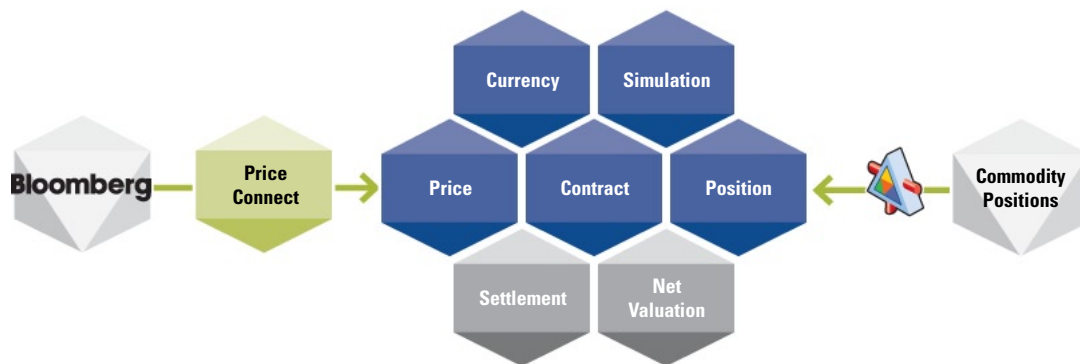 Currency
Simulation
Bloomberg
Price
Connect
Price
Contract
Position
Commodity
Positions
Settlement
Net
Valuation